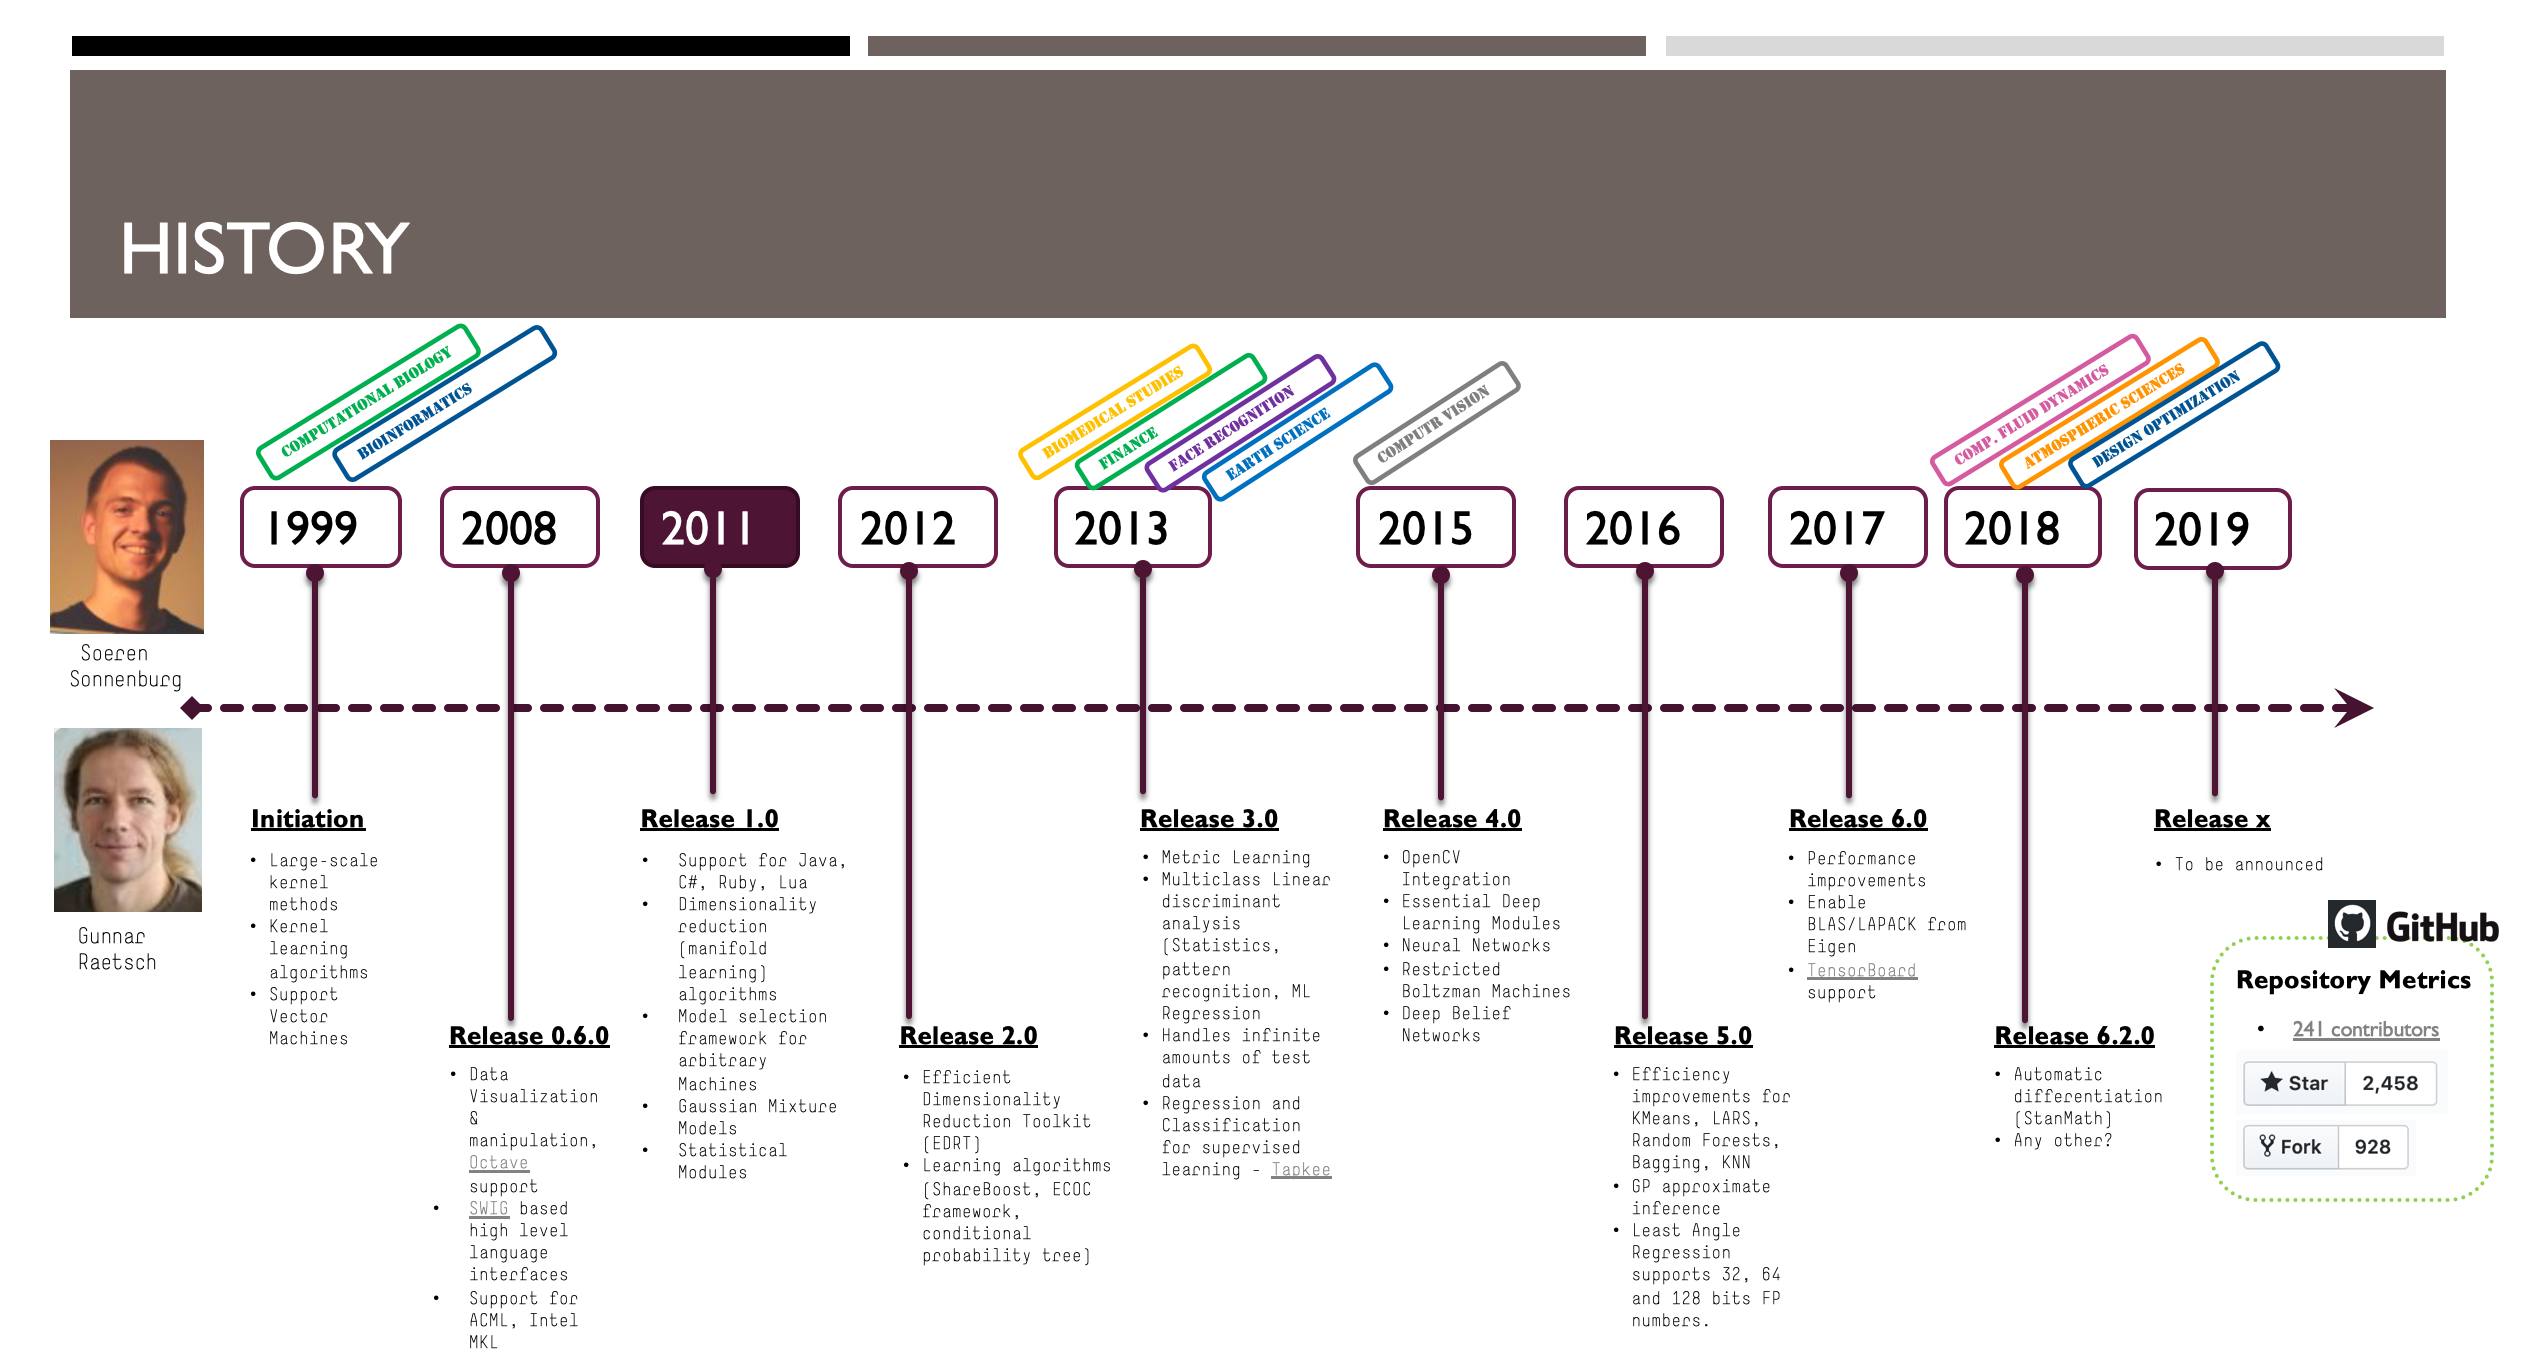 HISTORY
COMPUTATIONAL BIOLOGY
BIOINFORMATICS
BIOMEDICAL STUDIES
FINANCE
FACE RECOGNITION
EARTH SCIENCE
COMPUTR VISION
COMP. FLUID DYNAMICS
ATMOSPHERIC SCIENCES
DESIGN OPTIMIZATION
1999
2008
2011
2012
2013
2015
2016
2017
2018
2019
Soeren
Sonnenburg
Gunnar
Raetsch
Initiation
• Large-scale
kernel
methods
• Kernel
learning
algorithms
• Support
Vector
Machines
Release 0.6.0
• Data
Visualization
&
manipulation,
Octave
support
• SWIG based
high level
language
interfaces
• Support for
ACML, Intel
MKL
Release 1.0
• Support for Java,
C#, Ruby, Lua
• Dimensionality
reduction
(manifold
learning)
algorithms
• Model selection
framework for
arbitrary
Machines
• Gaussian Mixture
Models
• Statistical
Modules
Release 2.0
• Efficient
Dimensionality
Reduction Toolkit
(EDRT)
• Learning algorithms
(ShareBoost, ECOC
framework,
conditional
probability tree)
Release 3.0
• Metric Learning
• Multiclass Linear
discriminant
analysis
(Statistics,
pattern
recognition, ML
Regression
• Handles infinite
amounts of test
data
• Regression and
Classification
for supervised
learning - Tapkee
Release 4.0
• OpenCV
Integration
• Essential Deep
Learning Modules
• Neural Networks
• Restricted
Boltzman Machines
• Deep Belief
Networks
Release 5.0
• Efficiency
improvements for
KMeans, LARS,
Random Forests,
Bagging, KNN
• GP approximate
inference
• Least Angle
Regression
supports 32, 64
and 128 bits FP
numbers.
Release 6.0
• Performance
improvements
• Enable
BLAS/LAPACK from
Eigen
• TensorBoard
support
Release 6.2.0
• Automatic
differentiation
(StanMath)
• Any other?
Release x
• To be announced
GitHub
Repository Metrics
• 241 contributors
Star 2,458
Fork 928